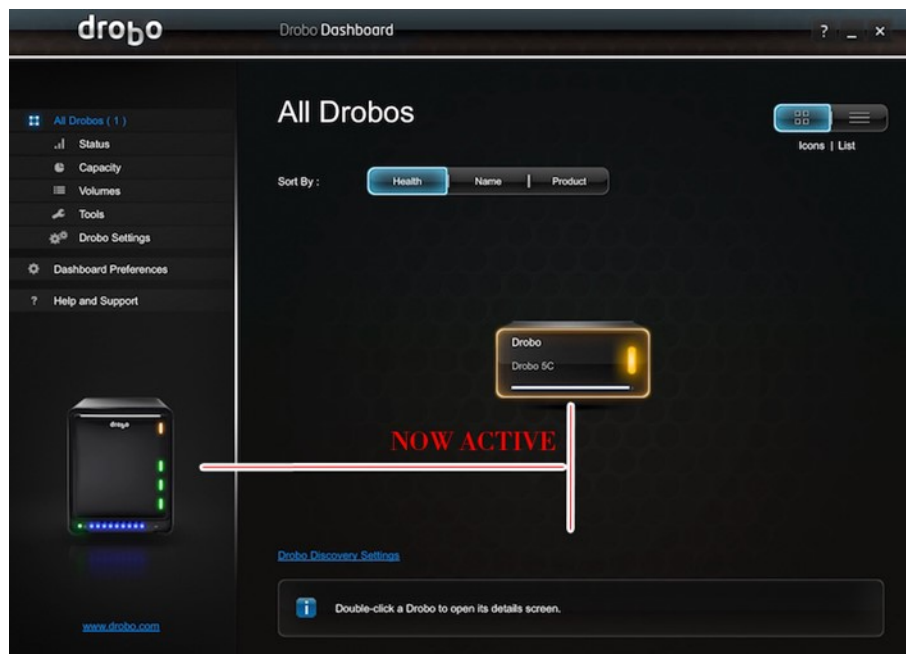 drobo
Drobo Dashboard
? _ ×
All Drobos ( 1 )
Status
Capacity
Volumes
Tools
Drobo Settings
Dashboard Preferences
? Help and Support
drobo
www.drobo.com
All Drobos
Icons | List
Sort By : Health | Name | Product
Drobo
Drobo 5C
NOW ACTIVE
Drobo Discovery Settings
i Double-click a Drobo to open its details screen.